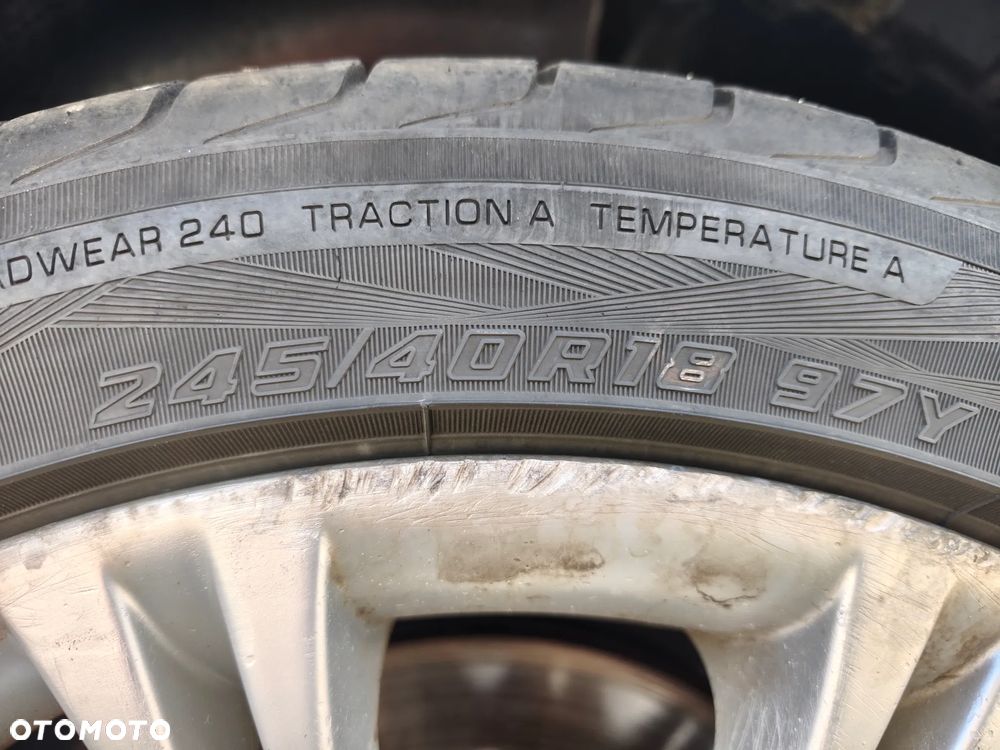 ADWEAR 240 TRACTION A TEMPERATURE A
245/40R18 97Y
OTOMOTO